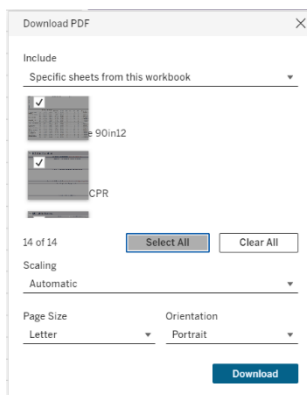 Download PDF
Include
Specific sheets from this workbook
e 90in12
CPR
14 of 14 Select All Clear All
Scaling
Automatic
Page Size Orientation
Letter Portrait
Download